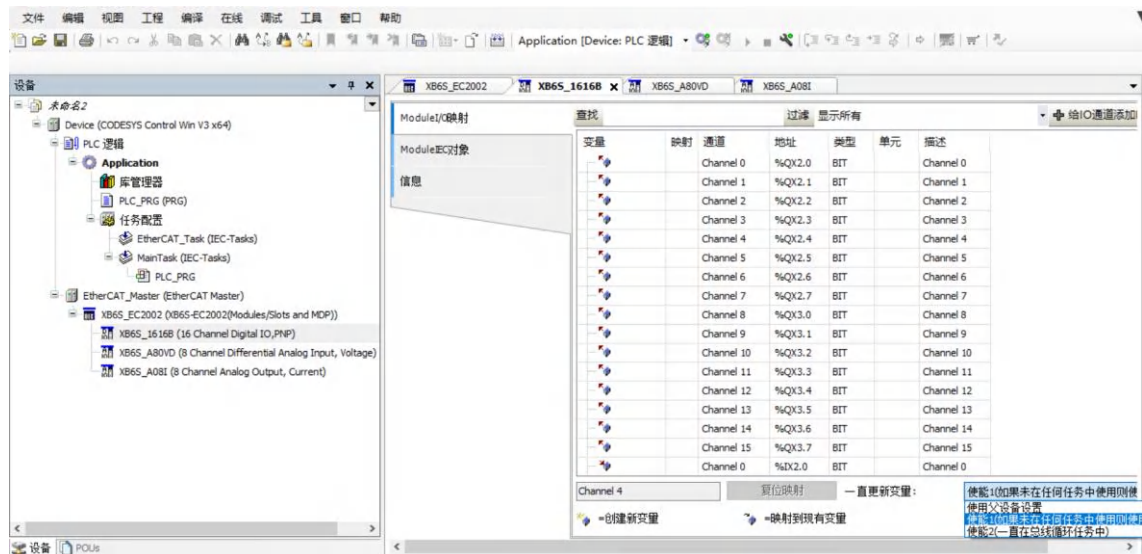 文件 编辑 视图 工程 编译 在线 调试 工具 窗口 帮助
Application [Device: PLC 逻辑]
设备
XB6S_EC2002 XB6S_1616B XB6S_A80VD XB6S_A08I
未命名2
Device (CODESYS Control Win V3 x64)
PLC 逻辑
Application
库管理器
PLC_PRG (PRG)
任务配置
EtherCAT_Task (IEC-Tasks)
MainTask (IEC-Tasks)
PLC_PRG
EtherCAT_Master (EtherCAT Master)
XB6S_EC2002 (XB6S-EC2002(Modules/Slots and MDP))
XB6S_1616B (16 Channel Digital IO,PNP)
XB6S_A80VD (8 Channel Differential Analog Input, Voltage)
XB6S_A08I (8 Channel Analog Output, Current)
设备 POUs
ModuleI/O映射
ModuleIEC对象
信息
查找 过滤 显示所有 给IO通道添加
变量 映射 通道 地址 类型 单元 描述
Channel 0 %QX2.0 BIT Channel 0
Channel 1 %QX2.1 BIT Channel 1
Channel 2 %QX2.2 BIT Channel 2
Channel 3 %QX2.3 BIT Channel 3
Channel 4 %QX2.4 BIT Channel 4
Channel 5 %QX2.5 BIT Channel 5
Channel 6 %QX2.6 BIT Channel 6
Channel 7 %QX2.7 BIT Channel 7
Channel 8 %QX3.0 BIT Channel 8
Channel 9 %QX3.1 BIT Channel 9
Channel 10 %QX3.2 BIT Channel 10
Channel 11 %QX3.3 BIT Channel 11
Channel 12 %QX3.4 BIT Channel 12
Channel 13 %QX3.5 BIT Channel 13
Channel 14 %QX3.6 BIT Channel 14
Channel 15 %QX3.7 BIT Channel 15
Channel 0 %IX2.0 BIT Channel 0
Channel 4 复位映射 一直更新变量: 使能1(如果未在任何任务中使用则使
使用父设备设置
使能1(如果未在任何任务中使用则使
使能2(一直在总线循环任务中)
=创建新变量 =映射到现有变量